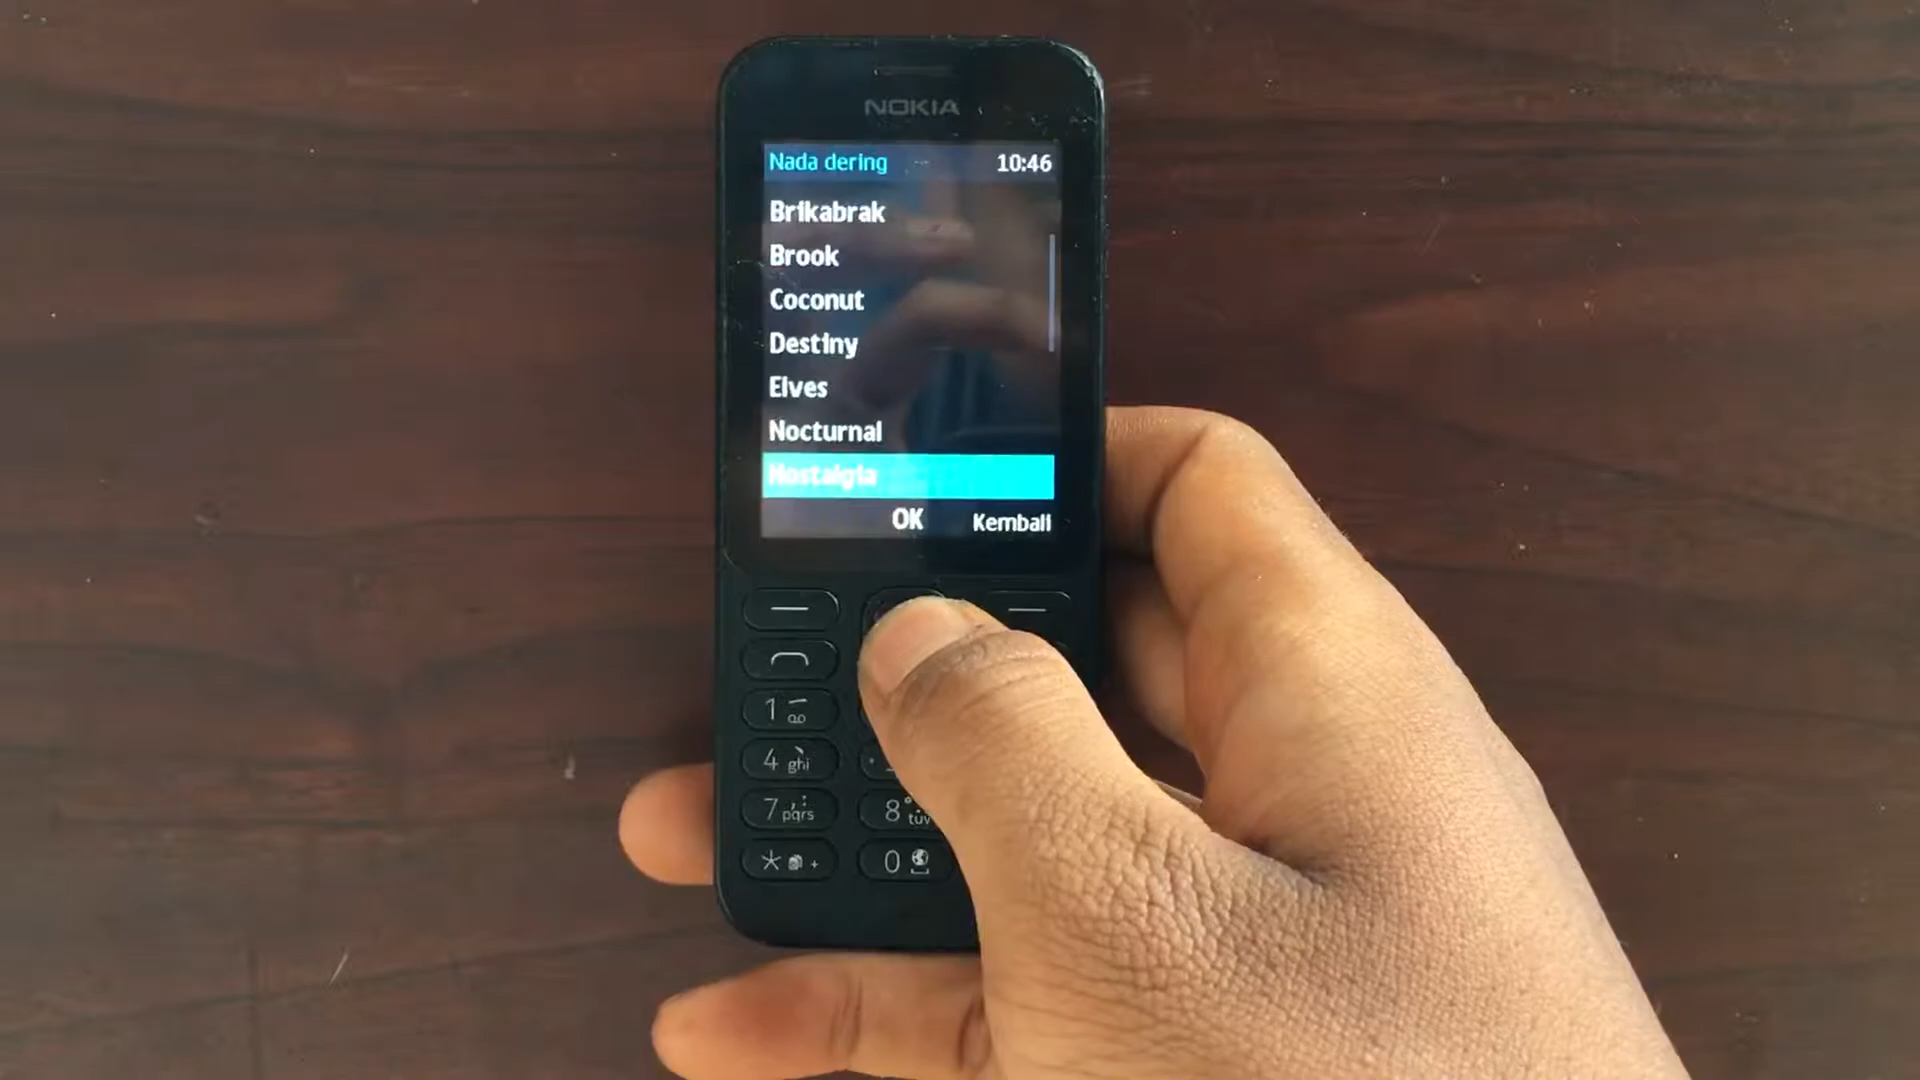 NOKIA
Nada dering 10:46
Brikabrak
Brook
Coconut
Destiny
Elves
Nocturnal
Nostalgia
OK Kembali
1
4 ghi
7 pqrs 8 tuv
* + 0